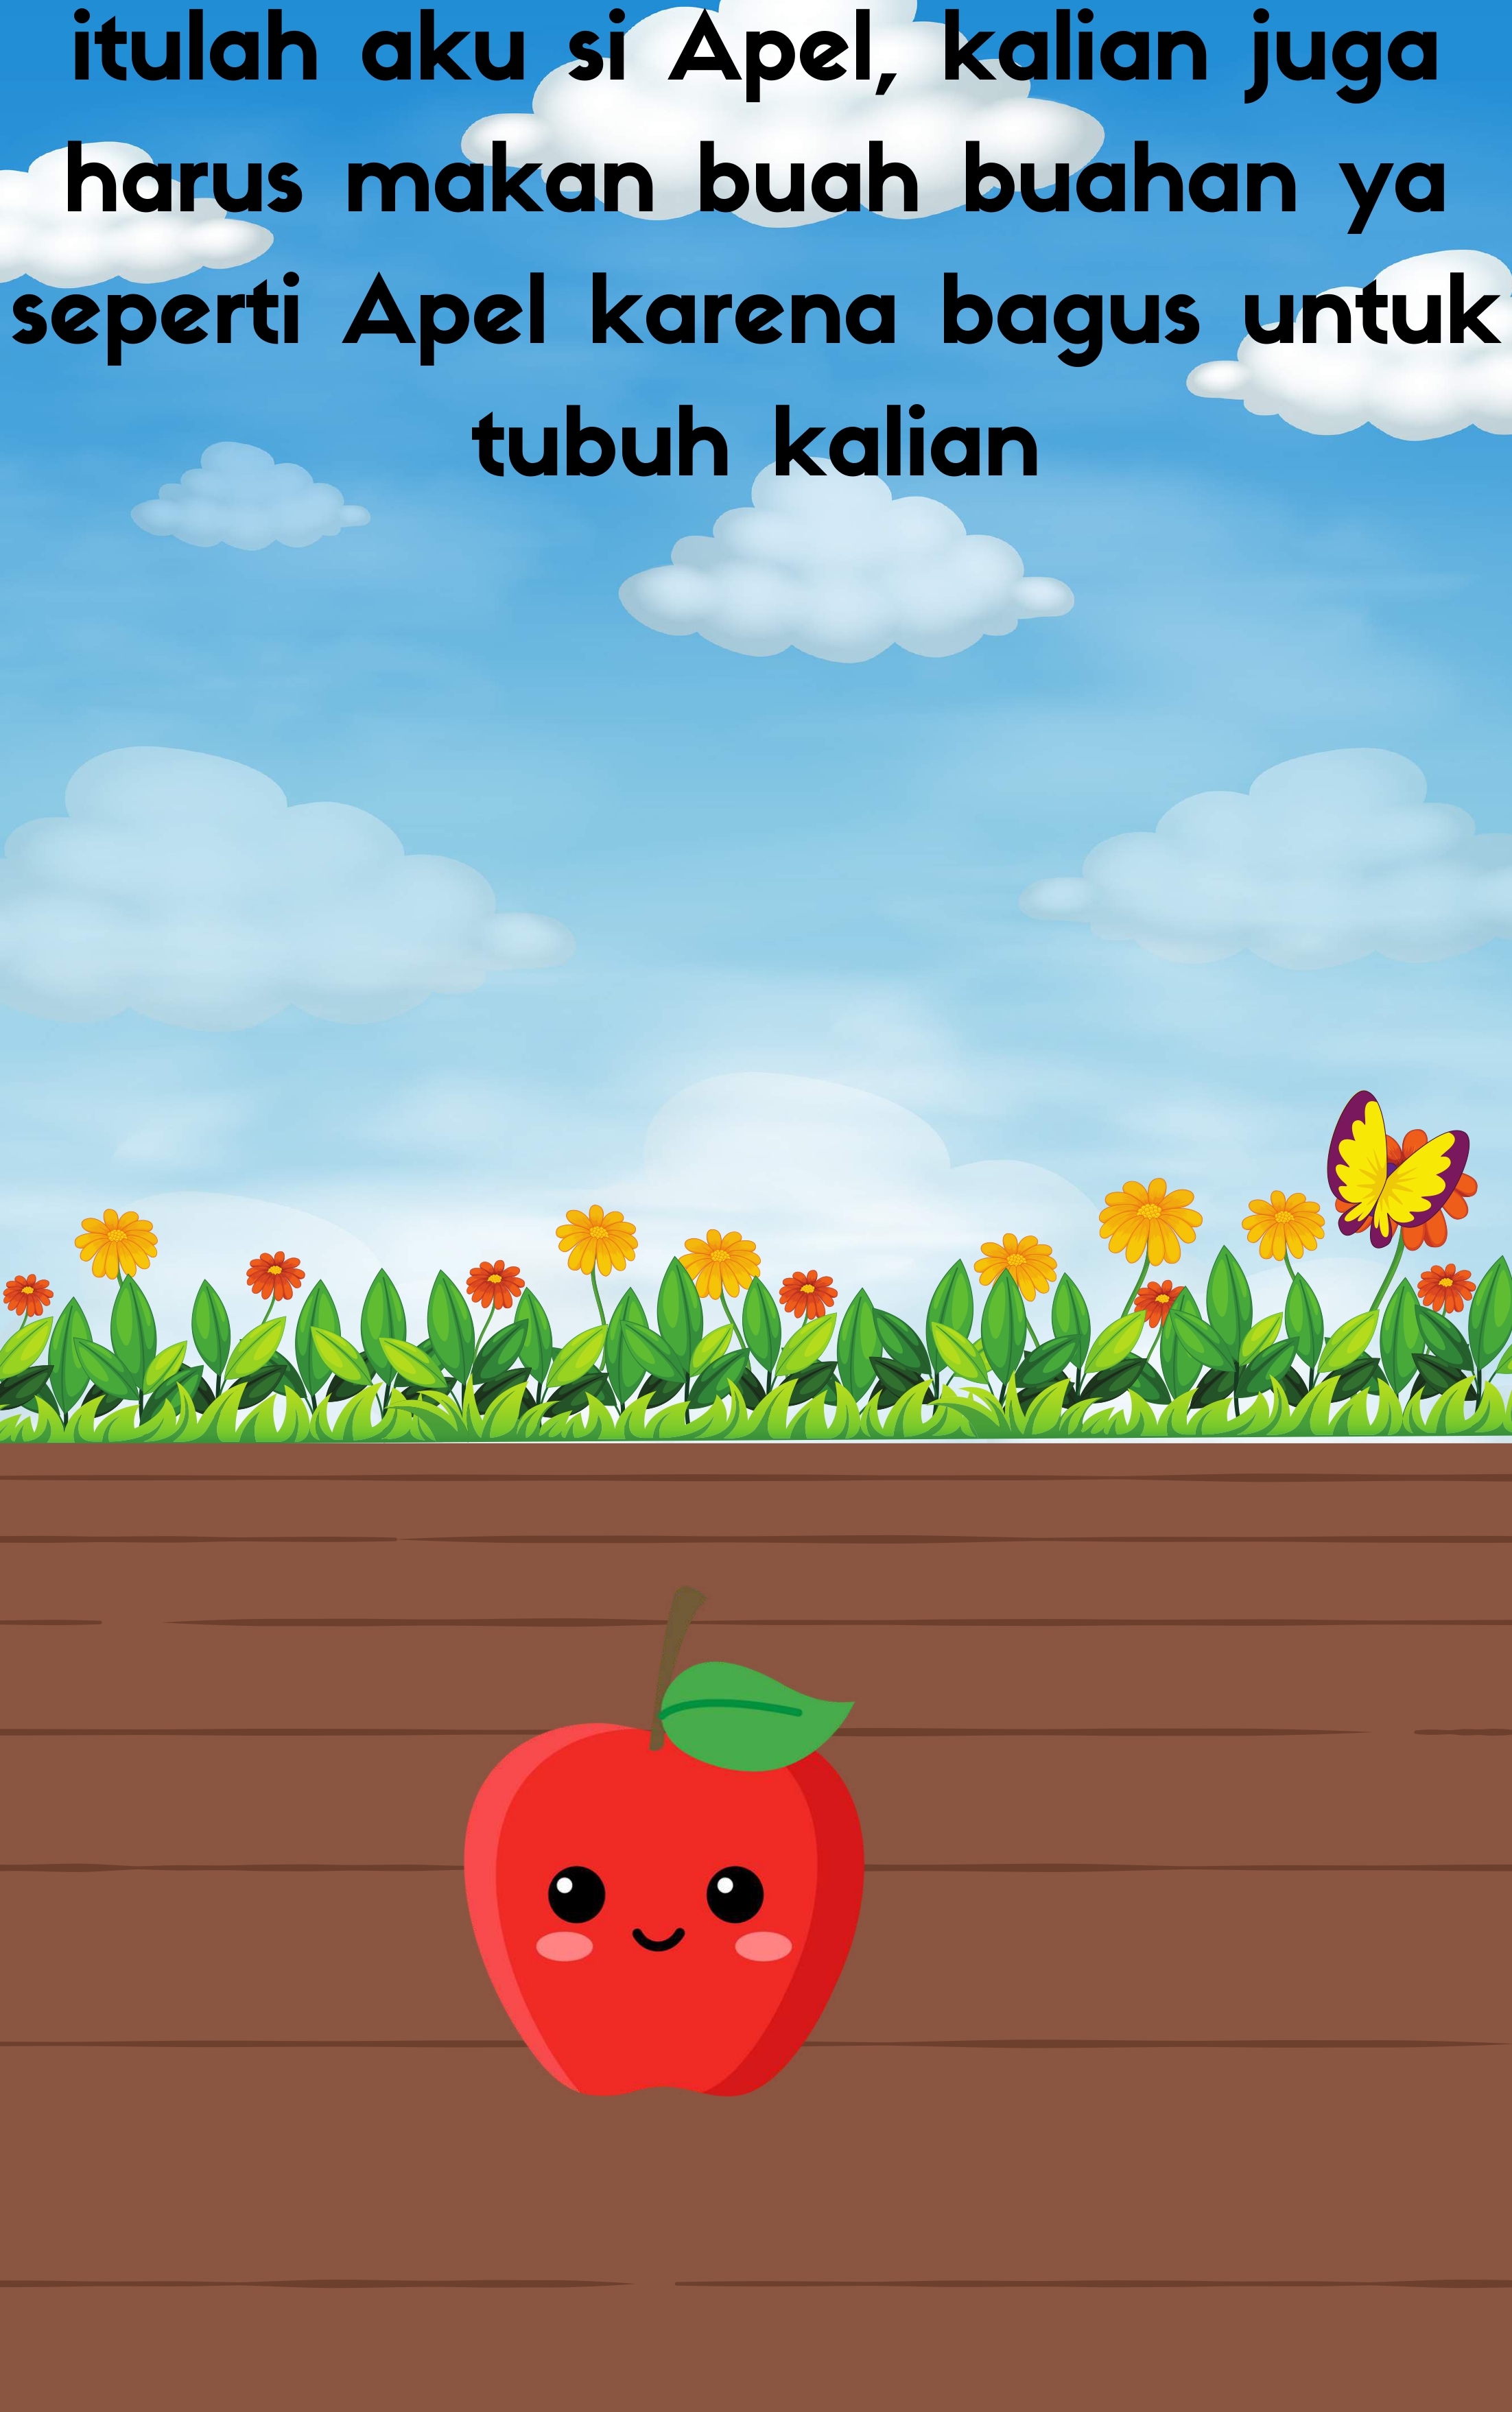 itulah aku si Apel, kalian juga
harus makan buah buahan ya
seperti Apel karena bagus untuk
tubuh kalian